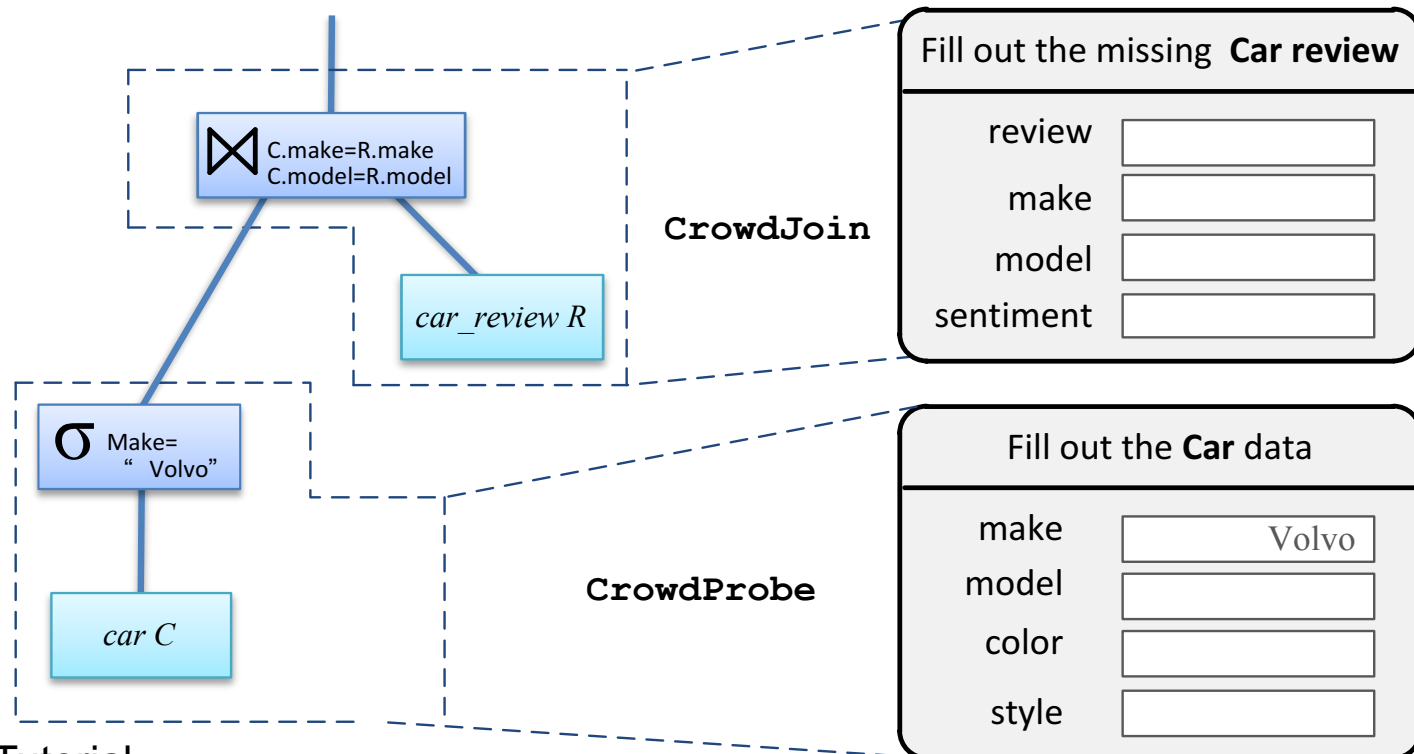 Fill out the missing Car review
review
make
model
sentiment
⋈ C.make=R.make
C.model=R.model
CrowdJoin
car_review R
σ Make=
“ Volvo”
car C
CrowdProbe
Fill out the Car data
make Volvo
model
color
style
Tutorial